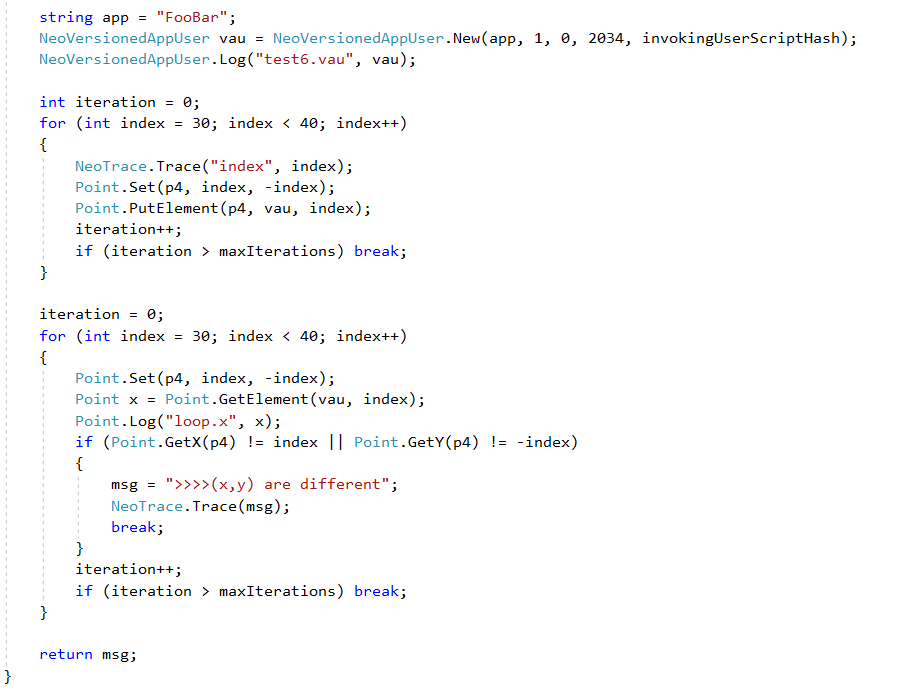 string app = "FooBar";
NeoVersionedAppUser vau = NeoVersionedAppUser.New(app, 1, 0, 2034, invokingUserScriptHash);
NeoVersionedAppUser.Log("test6.vau", vau);
int iteration = 0;
for (int index = 30; index < 40; index++)
{
NeoTrace.Trace("index", index);
Point.Set(p4, index, -index);
Point.PutElement(p4, vau, index);
iteration++;
if (iteration > maxIterations) break;
}
iteration = 0;
for (int index = 30; index < 40; index++)
{
Point.Set(p4, index, -index);
Point x = Point.GetElement(vau, index);
Point.Log("loop.x", x);
if (Point.GetX(p4) != index || Point.GetY(p4) != -index)
{
msg = ">>>>(x,y) are different";
NeoTrace.Trace(msg);
break;
}
iteration++;
if (iteration > maxIterations) break;
}
return msg;
}